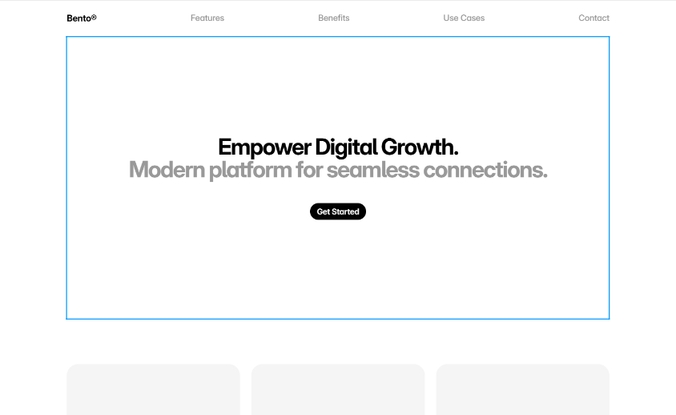 Bento®
Features
Benefits
Use Cases
Contact
Empower Digital Growth.
Modern platform for seamless connections.
Get Started